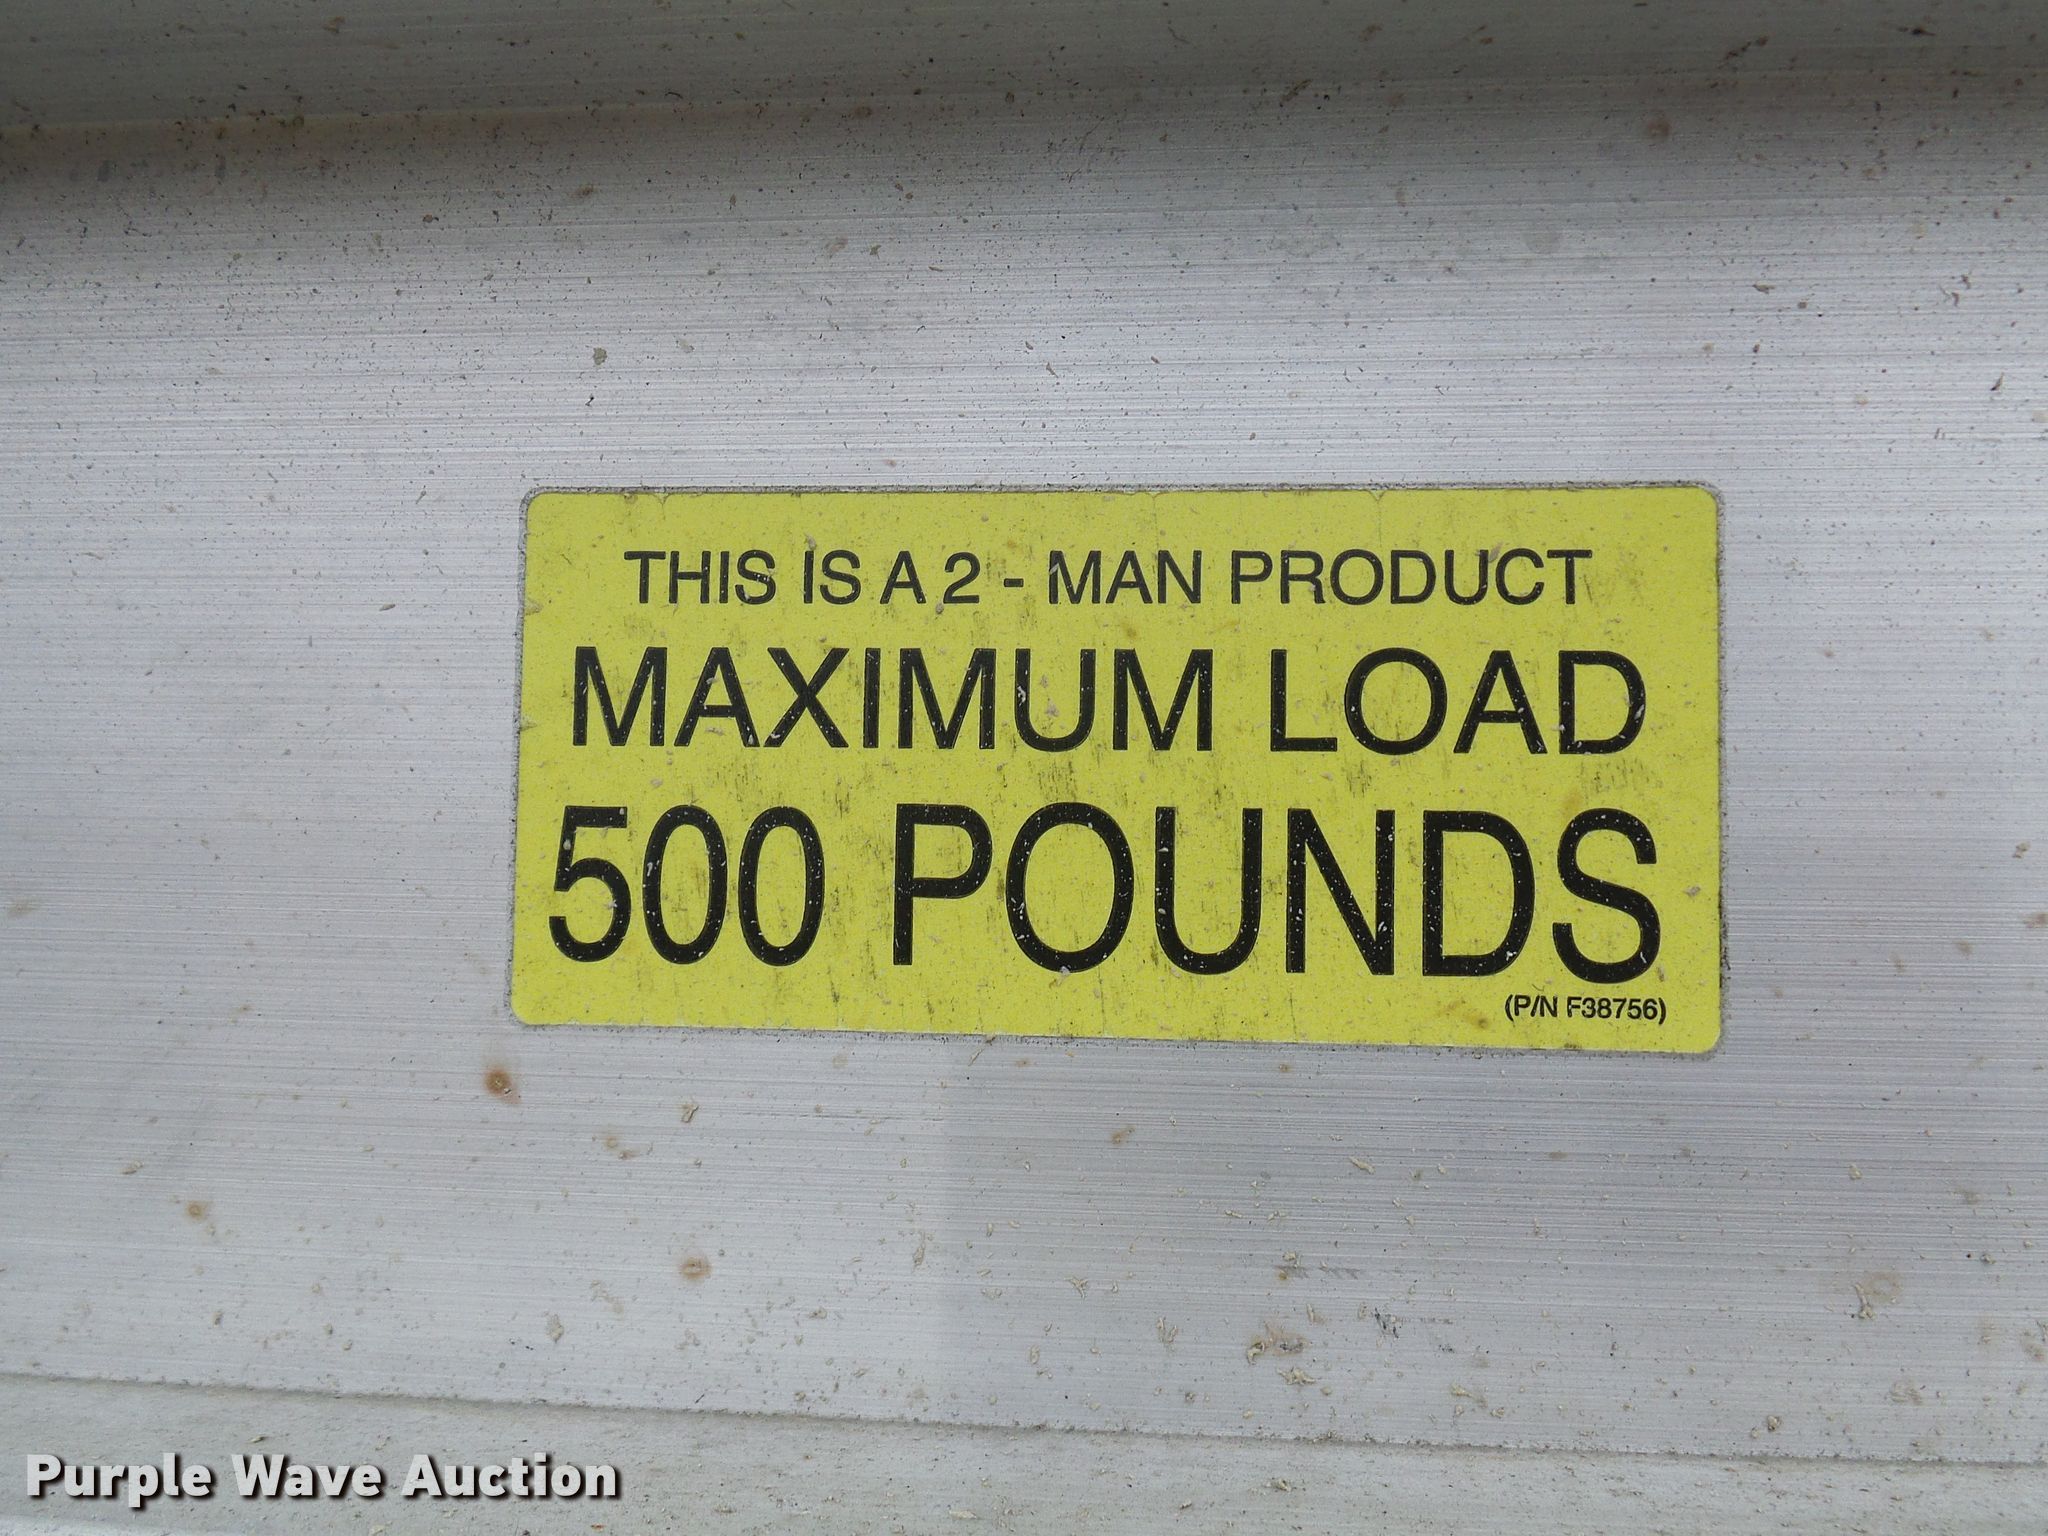 THIS IS A 2 - MAN PRODUCT
MAXIMUM LOAD
500 POUNDS
(P/N F38756)
Purple Wave Auction